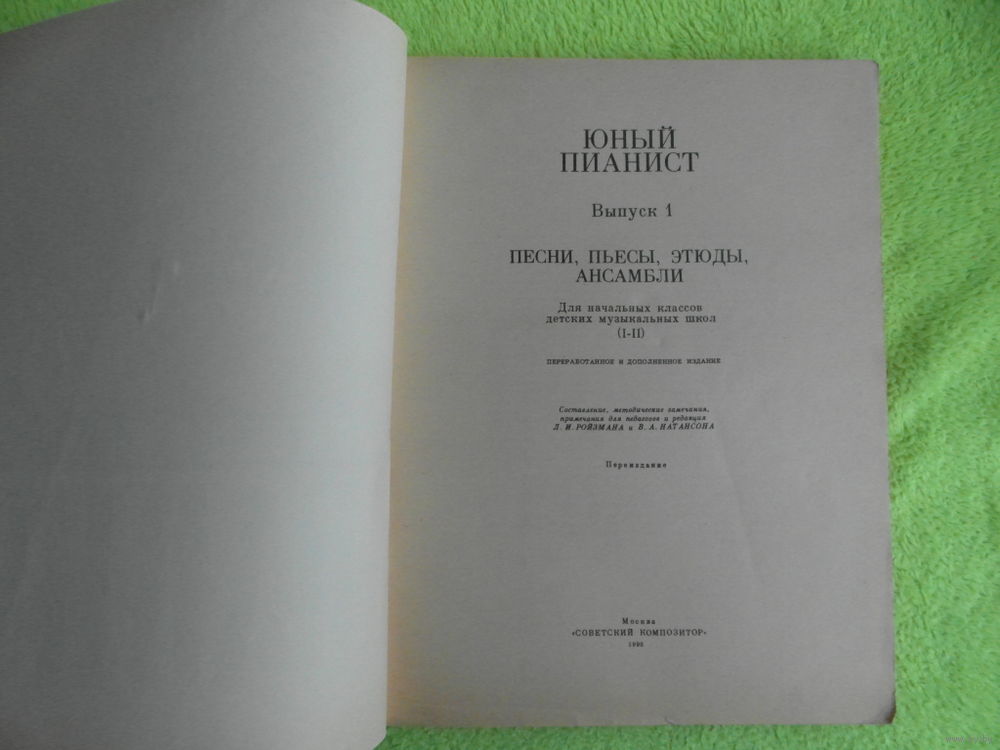 ЮНЫЙ
ПИАНИСТ
Выпуск 1
ПЕСНИ, ПЬЕСЫ, ЭТЮДЫ,
АНСАМБЛИ
Для начальных классов
детских музыкальных школ
(I-II)
ПЕРЕРАБОТАННОЕ И ДОПОЛНЕННОЕ ИЗДАНИЕ
Составление, методические замечания,
примечания для педагогов и редакция
Л. И. РОЙЗМАНА и В. А. НАТАНСОНА
Переиздание
Москва
«СОВЕТСКИЙ КОМПОЗИТОР»